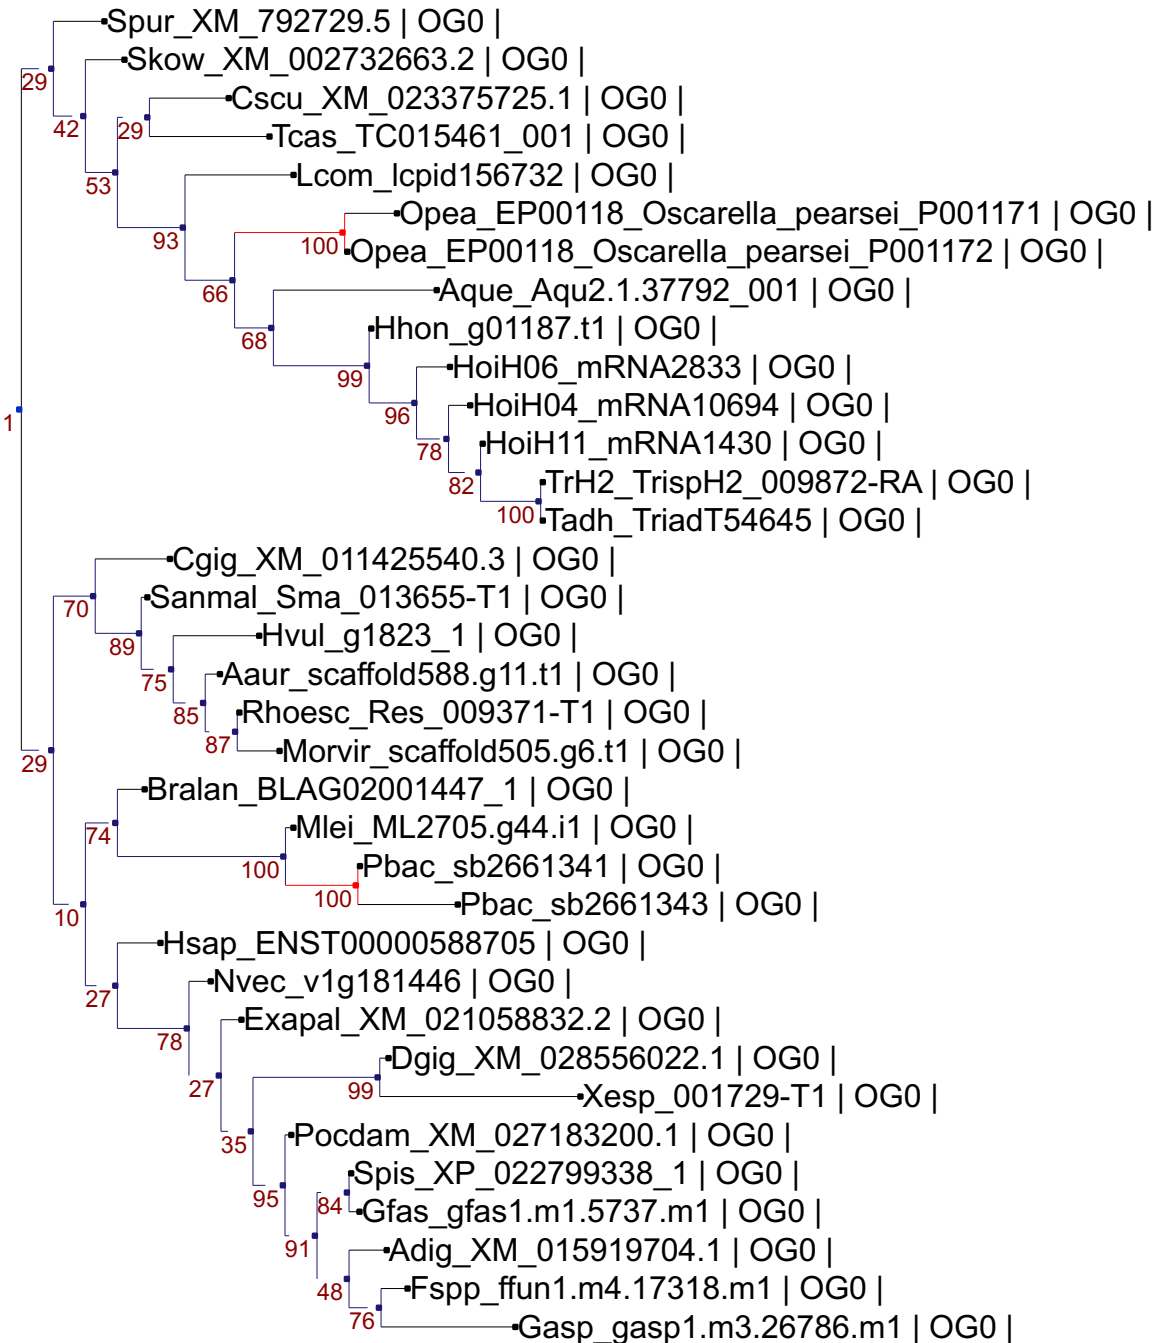 Spur_XM_792729.5 | OG0 |
Skow_XM_002732663.2 | OG0 |
29
Cscu_XM_023375725.1 | OG0 |
42
29
Tcas_TC015461_001 | OG0 |
Lcom_lcpid156732 | OG0 |
53
Opea_EP00118_Oscarella_pearsei_P001171 | OG0 |
93
100
Opea_EP00118_Oscarella_pearsei_P001172 | OG0 |
Aque_Aqu2.1.37792_001 | OG0 |
66
Hhon_g01187.t1 | OG0 |
68
HoiH06_mRNA2833 | OG0 |
99
HoiH04_mRNA10694 | OG0 |
96
1
HoiH11_mRNA1430 | OG0 |
78
TrH2_TrispH2_009872-RA | OG0 |
82
Tadh_TriadT54645 | OG0 |
100
Cgig_XM_011425540.3 | OG0 |
Sanmal_Sma_013655-T1 | OG0 |
70
Hvul_g1823_1 | OG0 |
89
Aaur_scaffold588.g11.t1 | OG0 |
75
Rhoesc_Res_009371-T1 | OG0 |
85
Morvir_scaffold505.g6.t1 | OG0 |
87
29
Bralan_BLAG02001447_1 | OG0 |
Mlei_ML2705.g44.i1 | OG0 |
74
Pbac_sb2661341 | OG0 |
100
Pbac_sb2661343 | OG0 |
100
10
Hsap_ENST00000588705 | OG0 |
Nvec_v1g181446 | OG0 |
27
Exapal_XM_021058832.2 | OG0 |
78
Dgig_XM_028556022.1 | OG0 |
27
99
Xesp_001729-T1 | OG0 |
Pocdam_XM_027183200.1 | OG0 |
35
Spis_XP_022799338_1 | OG0 |
95
84
Gfas_gfas1.m1.5737.m1 | OG0 |
91
Adig_XM_015919704.1 | OG0 |
48
Fspp_ffun1.m4.17318.m1 | OG0 |
76
Gasp_gasp1.m3.26786.m1 | OG0 |